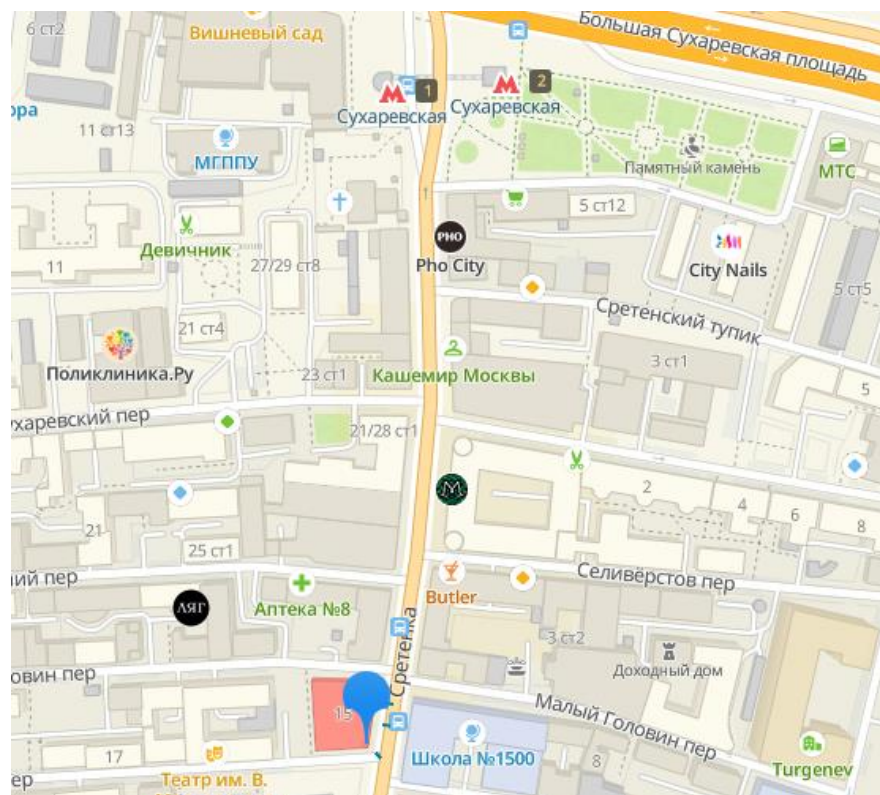 6 ст2
Вишневый сад
Большая Сухаревская площадь
1
2
Сухаревская
Сухаревская
ора
11 ст13
МГППУ
Памятный камень
МТС
5 ст12
PHO
Pho City
City Nails
Девичник
11
27/29 ст8
5 ст5
Сретенский тупик
21 ст4
Поликлиника.Ру
23 ст1
Кашемир Москвы
3 ст1
5
ухаревский пер
21/28 ст1
М
2
4
6
8
21
25 ст1
ий пер
Селивёрстов пер
ЛЯГ
Аптека №8
Butler
Сретенка
3 ст2
Доходный дом
ловин пер
Малый Головин пер
15
17
Школа №1500
8
Turgenev
ер
Театр им. В.